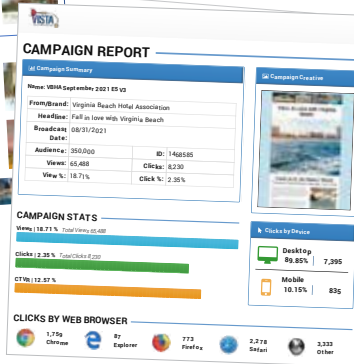 VISTA
CAMPAIGN REPORT
Campaign Summary
Name: VBHA September 2021 ES V3
From/Brand: Virginia Beach Hotel Association
Headline: Fall in love with Virginia Beach
Broadcast Date: 08/31/2021
Audience: 350,000 ID: 1468585
Views: 65,488 Clicks: 8,230
View %: 18.71% Click %: 2.35%
Campaign Creative
CAMPAIGN STATS
Views | 18.71 % Total Views 65,488
Clicks | 2.35 % Total Clicks 8,230
CTVs | 12.57 %
Clicks by Device
Desktop
89.85% 7,395
Mobile
10.15% 835
CLICKS BY WEB BROWSER
1,759 Chrome
87 Explorer
773 Firefox
2,278 Safari
3,333 Other